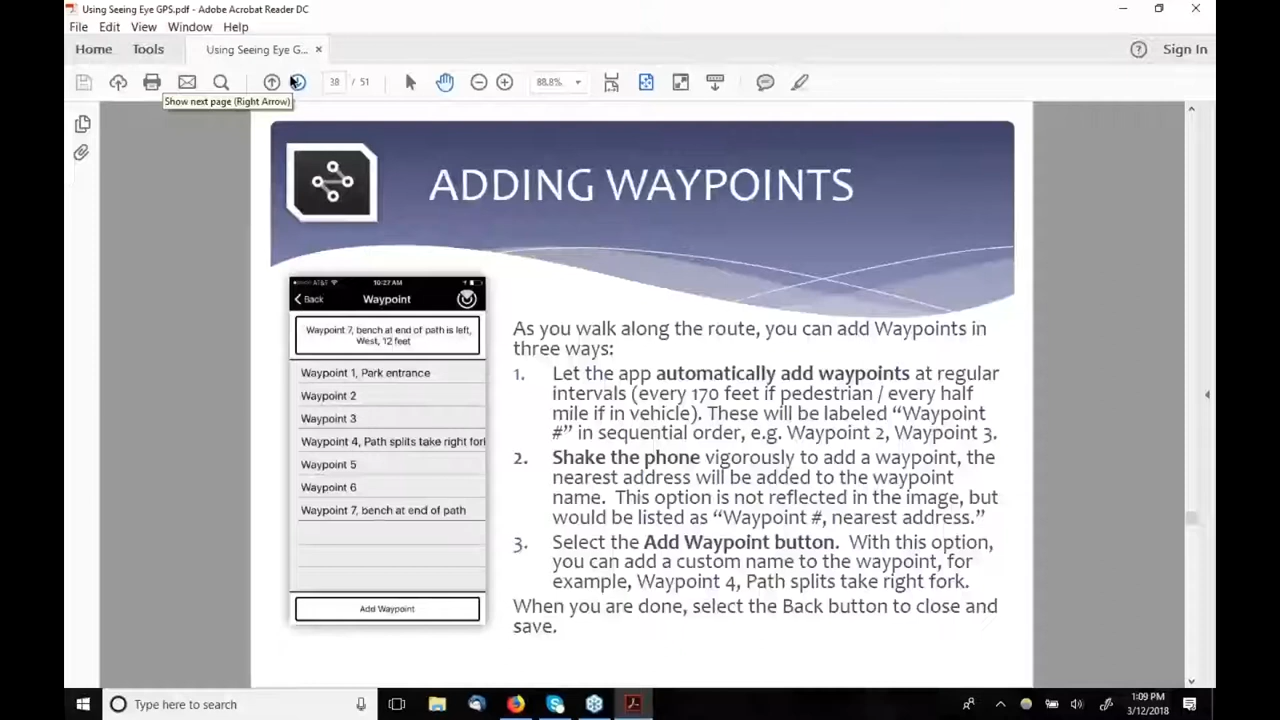 Using Seeing Eye GPS.pdf - Adobe Acrobat Reader DC
File Edit View Window Help
Home Tools Using Seeing Eye G... × Sign In
38 / 51 88.8%
Show next page (Right Arrow)
ADDING WAYPOINTS
AT&T 10:27 AM
Back Waypoint
Waypoint 7, bench at end of path is left,
West, 12 feet
Waypoint 1, Park entrance
Waypoint 2
Waypoint 3
Waypoint 4, Path splits take right fork
Waypoint 5
Waypoint 6
Waypoint 7, bench at end of path
Add Waypoint
As you walk along the route, you can add Waypoints in
three ways:
1. Let the app automatically add waypoints at regular
intervals (every 170 feet if pedestrian / every half
mile if in vehicle). These will be labeled “Waypoint
#” in sequential order, e.g. Waypoint 2, Waypoint 3.
2. Shake the phone vigorously to add a waypoint, the
nearest address will be added to the waypoint
name. This option is not reflected in the image, but
would be listed as “Waypoint #, nearest address.”
3. Select the Add Waypoint button. With this option,
you can add a custom name to the waypoint, for
example, Waypoint 4, Path splits take right fork.
When you are done, select the Back button to close and
save.
Type here to search
1:09 PM
3/12/2018